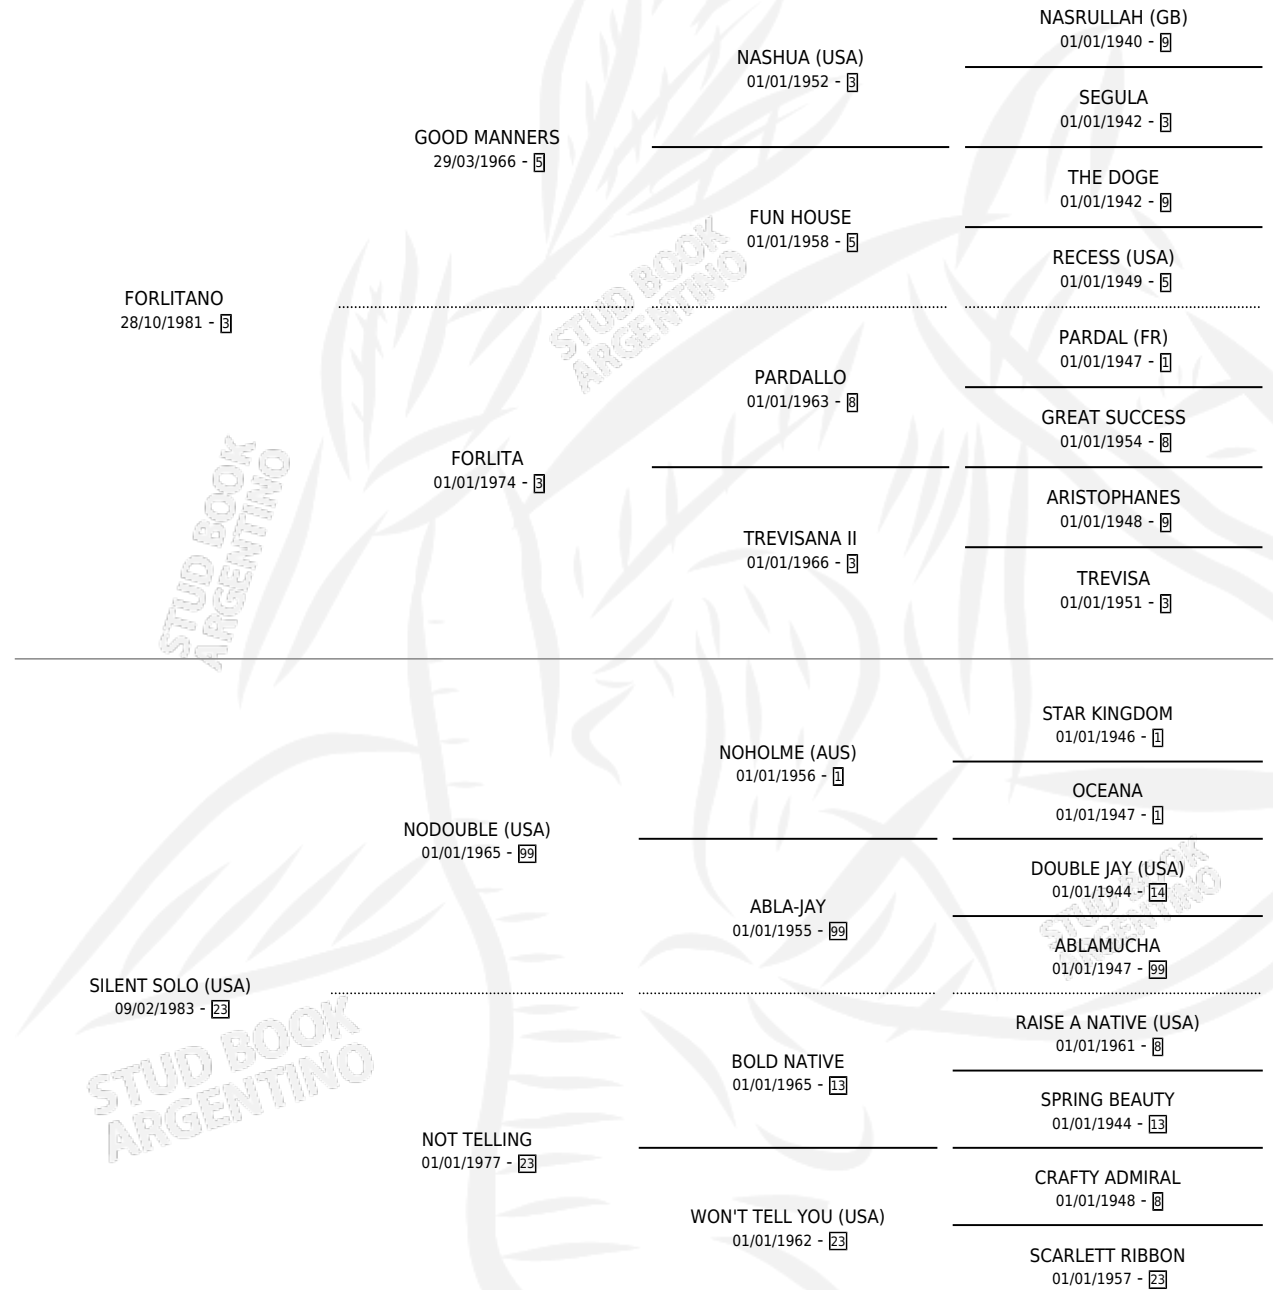 NASRULLAH (GB)
01/01/1940 - 9
NASHUA (USA)
01/01/1952 - 3
SEGULA
01/01/1942 - 3
GOOD MANNERS
29/03/1966 - 5
THE DOGE
01/01/1942 - 9
FUN HOUSE
01/01/1958 - 5
RECESS (USA)
01/01/1949 - 5
FORLITANO
28/10/1981 - 3
PARDAL (FR)
01/01/1947 - 1
PARDALLO
01/01/1963 - 8
GREAT SUCCESS
01/01/1954 - 8
FORLITA
01/01/1974 - 3
ARISTOPHANES
01/01/1948 - 9
TREVISANA II
01/01/1966 - 3
TREVISA
01/01/1951 - 3
STUD BOOK
ARGENTINO
STUD BOOK
ARGENTINO
STAR KINGDOM
01/01/1946 - 1
NOHOLME (AUS)
01/01/1956 - 1
OCEANA
01/01/1947 - 1
NODOUBLE (USA)
01/01/1965 - 99
DOUBLE JAY (USA)
01/01/1944 - 14
ABLA-JAY
01/01/1955 - 99
ABLAMUCHA
01/01/1947 - 99
SILENT SOLO (USA)
09/02/1983 - 23
RAISE A NATIVE (USA)
01/01/1961 - 8
BOLD NATIVE
01/01/1965 - 13
SPRING BEAUTY
01/01/1944 - 13
NOT TELLING
01/01/1977 - 23
CRAFTY ADMIRAL
01/01/1948 - 8
WON'T TELL YOU (USA)
01/01/1962 - 23
SCARLETT RIBBON
01/01/1957 - 23
STUD BOOK
ARGENTINO
STUD BOOK
ARGENTINO